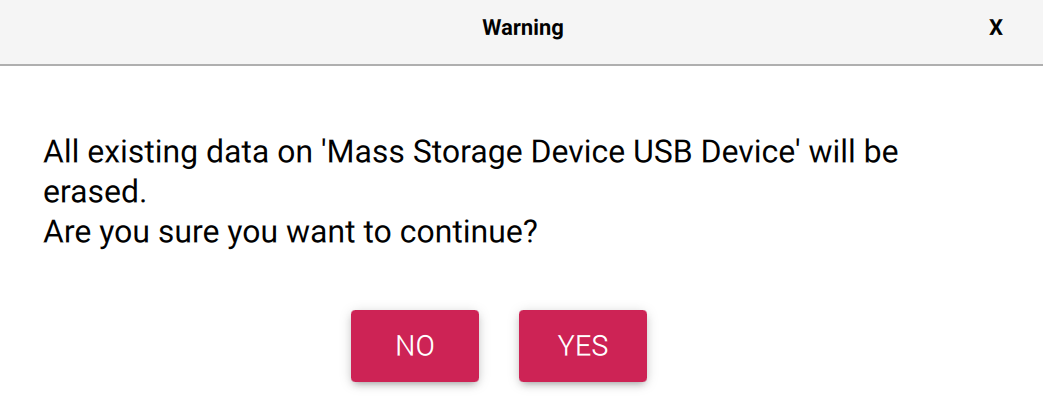 Warning X
All existing data on 'Mass Storage Device USB Device' will be
erased.
Are you sure you want to continue?
NO YES